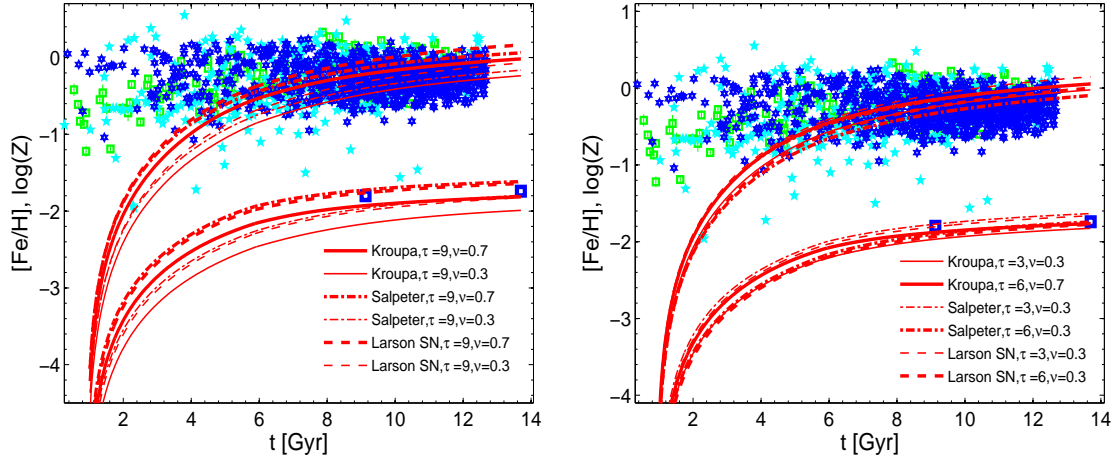 [Fe/H], log(Z)
0
−1
−2
−3
−4
2
4
6
8
10
12
14
t [Gyr]
Kroupa,τ =9,ν=0.7
Kroupa,τ =9,ν=0.3
Salpeter,τ =9,ν=0.7
Salpeter,τ =9,ν=0.3
Larson SN,τ =9,ν=0.7
Larson SN,τ =9,ν=0.3
[Fe/H], log(Z)
1
0
−1
−2
−3
−4
2
4
6
8
10
12
14
t [Gyr]
Kroupa,τ =3,ν=0.3
Kroupa,τ =6,ν=0.7
Salpeter,τ =3,ν=0.3
Salpeter,τ =6,ν=0.3
Larson SN,τ =3,ν=0.3
Larson SN,τ =6,ν=0.3